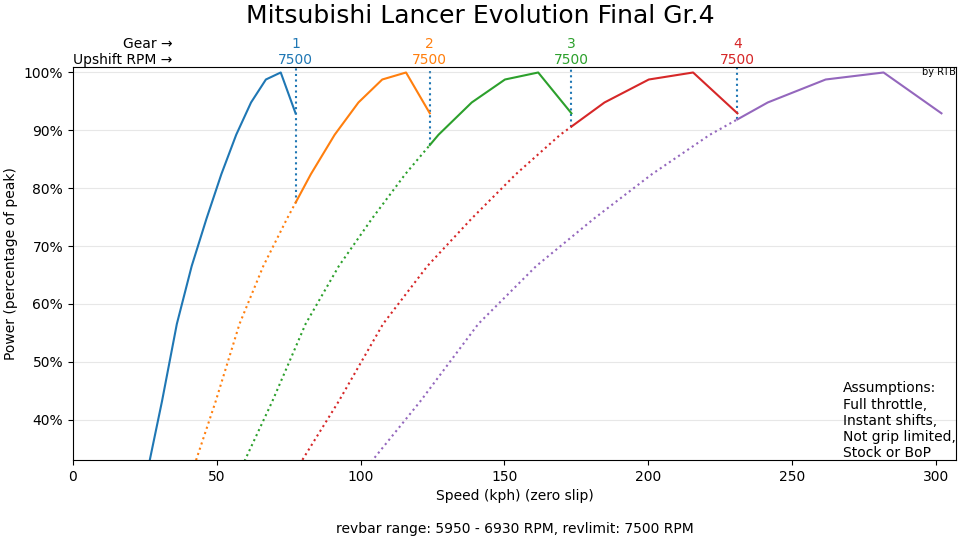 Mitsubishi Lancer Evolution Final Gr.4
Gear → 1 2 3 4
Upshift RPM → 7500 7500 7500 7500
by RTB
100%
90%
80%
70%
60%
50%
40%
Power (percentage of peak)
Assumptions:
Full throttle,
Instant shifts,
Not grip limited,
Stock or BoP
0 50 100 150 200 250 300
Speed (kph) (zero slip)
revbar range: 5950 - 6930 RPM, revlimit: 7500 RPM